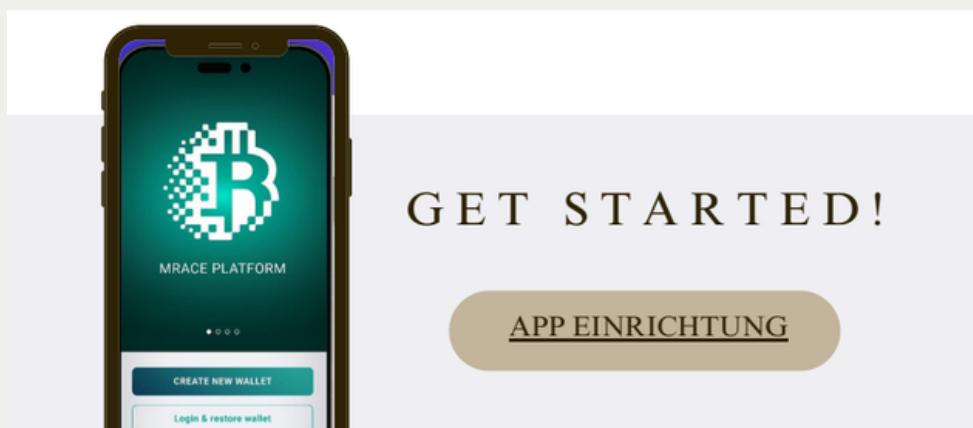 MRACE PLATFORM
CREATE NEW WALLET
Login & restore wallet
GET STARTED!
APP EINRICHTUNG